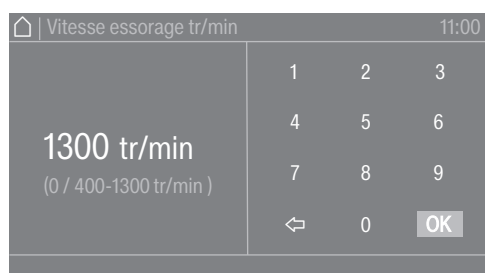 | Vitesse essorage tr/min 11:00
1 2 3
4 5 6
1300 tr/min
(0 / 400-1300 tr/min )
7 8 9
0 OK